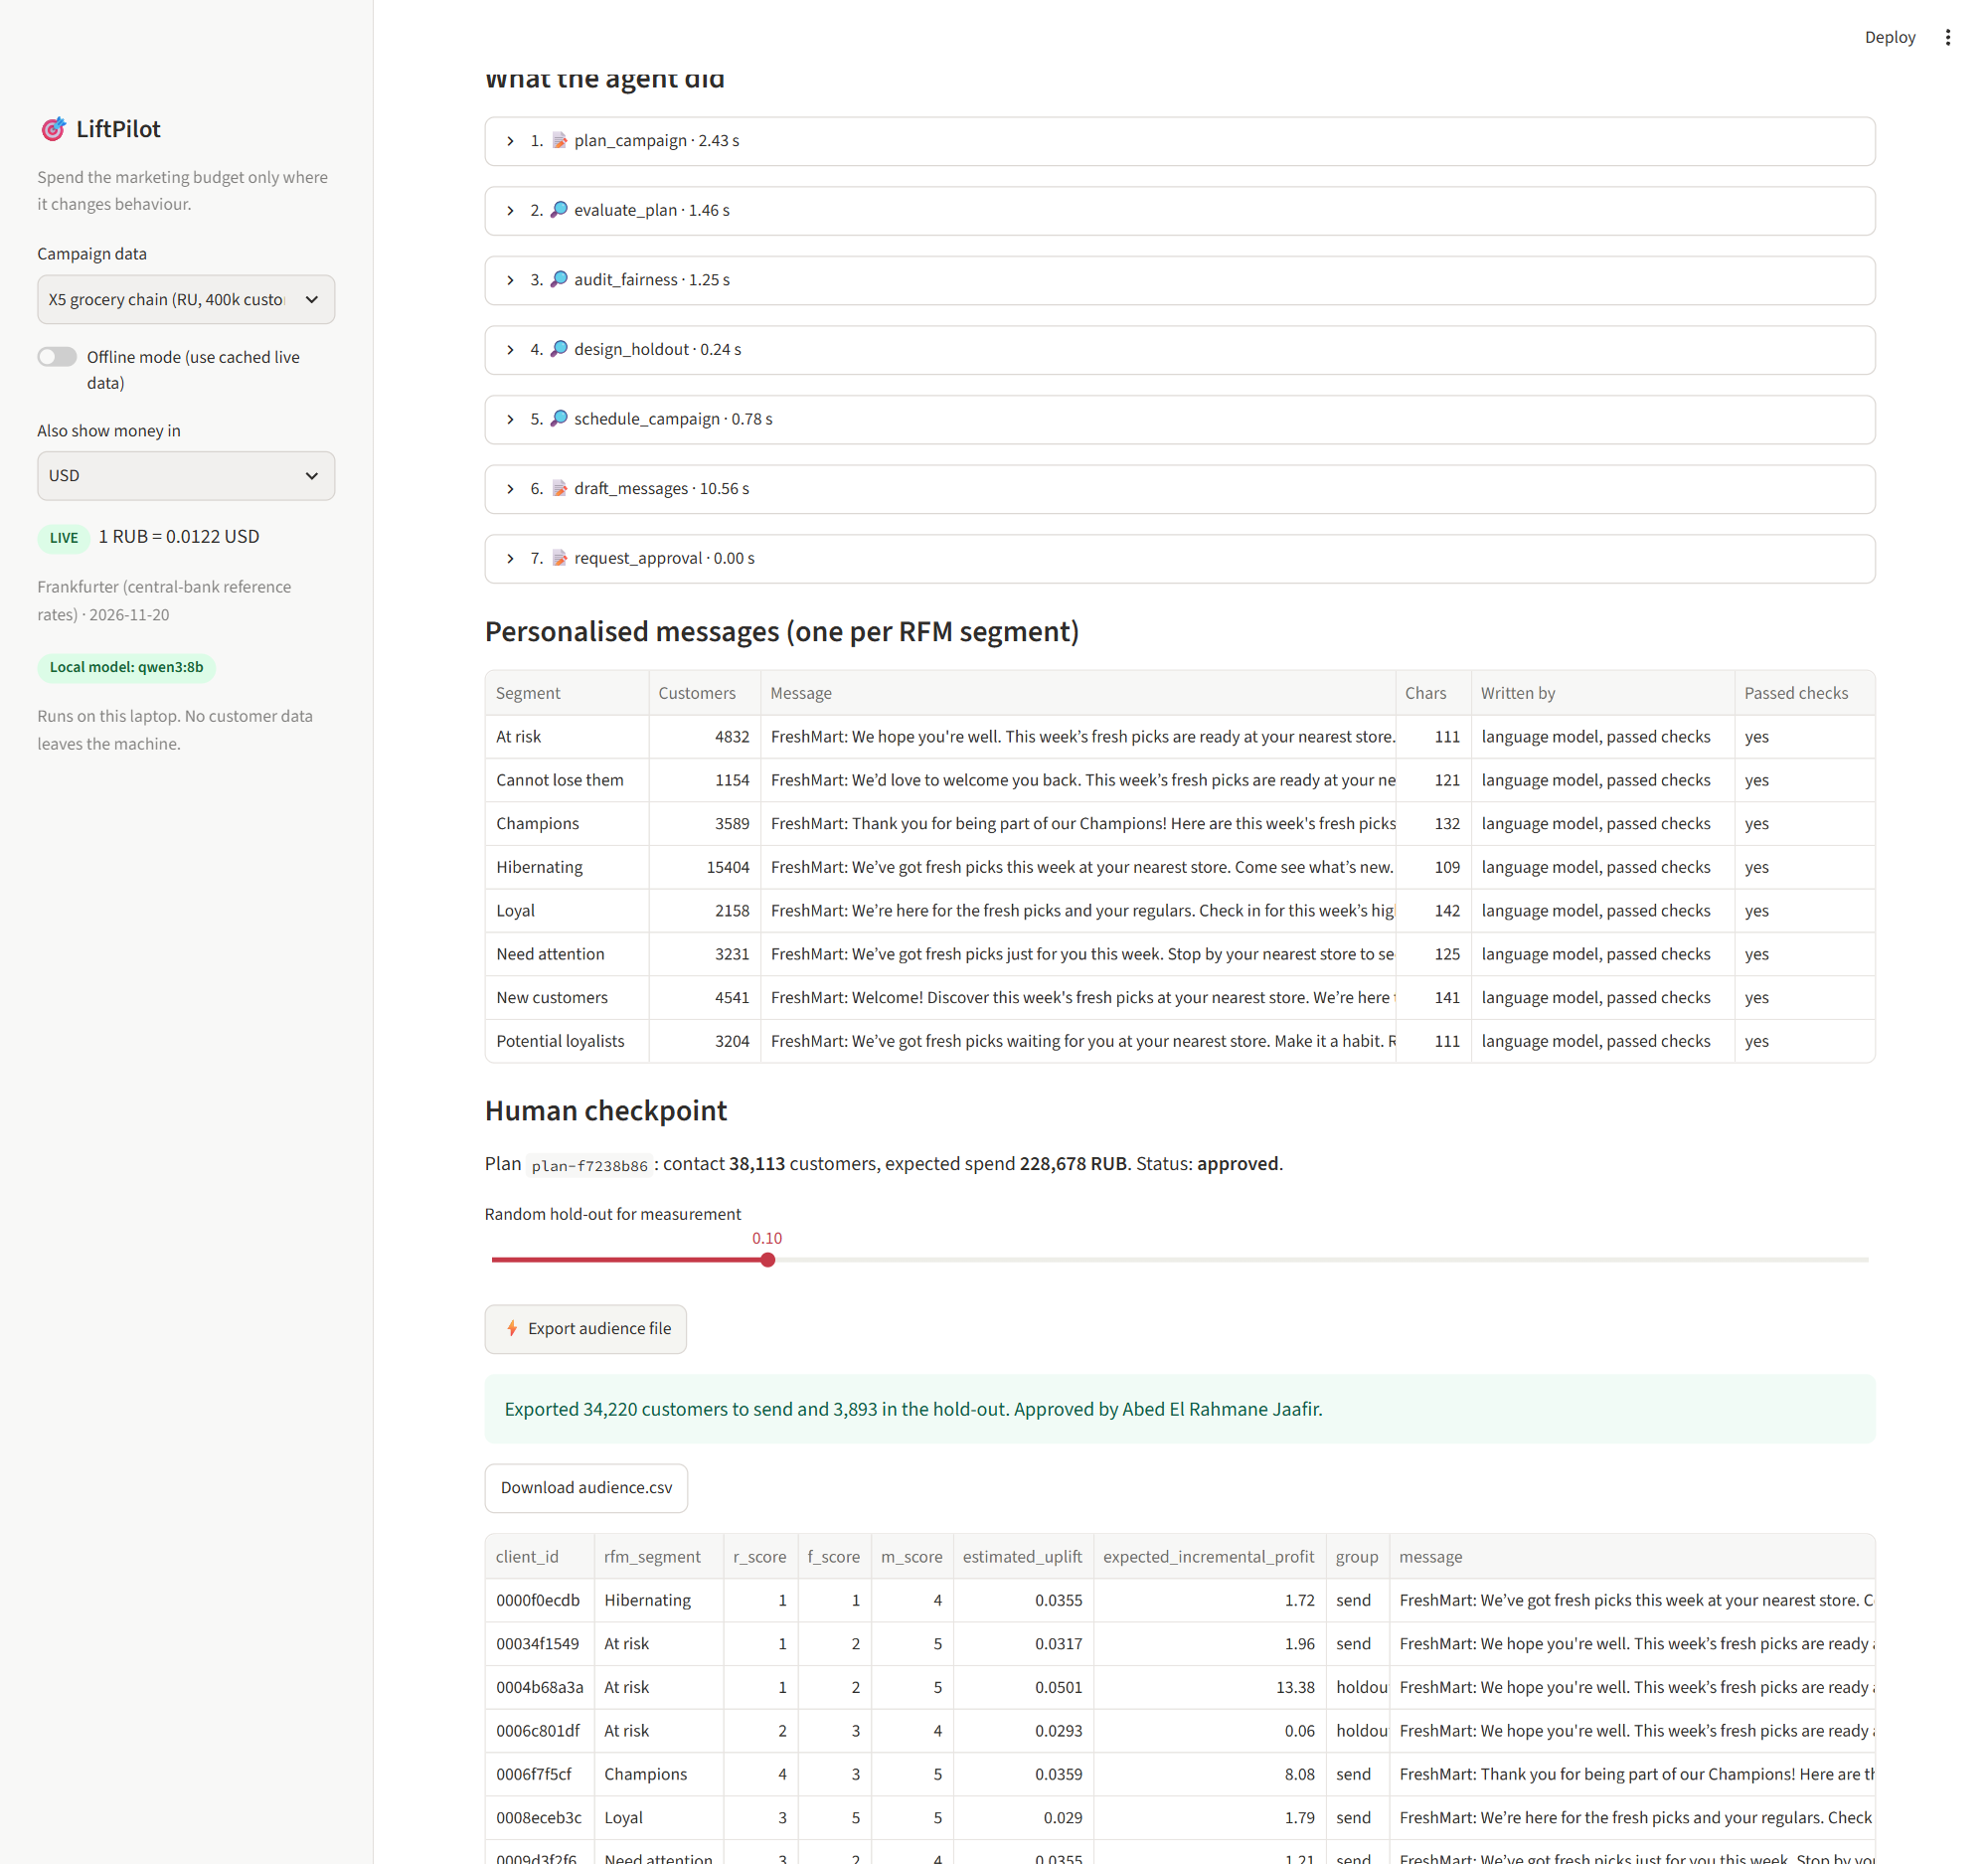 Deploy
What the agent did
LiftPilot
Spend the marketing budget only where
it changes behaviour.
Campaign data
X5 grocery chain (RU, 400k custo
Offline mode (use cached live
data)
Also show money in
USD
LIVE 1 RUB = 0.0122 USD
Frankfurter (central-bank reference
rates) · 2026-11-20
Local model: qwen3:8b
Runs on this laptop. No customer data
leaves the machine.
1. plan_campaign · 2.43 s
2. evaluate_plan · 1.46 s
3. audit_fairness · 1.25 s
4. design_holdout · 0.24 s
5. schedule_campaign · 0.78 s
6. draft_messages · 10.56 s
7. request_approval · 0.00 s
Personalised messages (one per RFM segment)
Segment Customers Message Chars Written by Passed checks
At risk 4832 FreshMart: We hope you're well. This week’s fresh picks are ready at your nearest store. 111 language model, passed checks yes
Cannot lose them 1154 FreshMart: We’d love to welcome you back. This week’s fresh picks are ready at your ne 121 language model, passed checks yes
Champions 3589 FreshMart: Thank you for being part of our Champions! Here are this week's fresh picks 132 language model, passed checks yes
Hibernating 15404 FreshMart: We’ve got fresh picks this week at your nearest store. Come see what’s new. 109 language model, passed checks yes
Loyal 2158 FreshMart: We’re here for the fresh picks and your regulars. Check in for this week’s hig 142 language model, passed checks yes
Need attention 3231 FreshMart: We’ve got fresh picks just for you this week. Stop by your nearest store to se 125 language model, passed checks yes
New customers 4541 FreshMart: Welcome! Discover this week's fresh picks at your nearest store. We’re here 141 language model, passed checks yes
Potential loyalists 3204 FreshMart: We’ve got fresh picks waiting for you at your nearest store. Make it a habit. R 111 language model, passed checks yes
Human checkpoint
Plan plan-f7238b86 : contact 38,113 customers, expected spend 228,678 RUB. Status: approved.
Random hold-out for measurement
0.10
Export audience file
Exported 34,220 customers to send and 3,893 in the hold-out. Approved by Abed El Rahmane Jaafir.
Download audience.csv
client_id rfm_segment r_score f_score m_score estimated_uplift expected_incremental_profit group message
0000f0ecdb Hibernating 1 1 4 0.0355 1.72 send FreshMart: We’ve got fresh picks this week at your nearest store. C
00034f1549 At risk 1 2 5 0.0317 1.96 send FreshMart: We hope you're well. This week’s fresh picks are ready
0004b68a3a At risk 1 2 5 0.0501 13.38 holdou FreshMart: We hope you're well. This week’s fresh picks are ready
0006c801df At risk 2 3 4 0.0293 0.06 holdou FreshMart: We hope you're well. This week’s fresh picks are ready
0006f7f5cf Champions 4 3 5 0.0359 8.08 send FreshMart: Thank you for being part of our Champions! Here are th
0008eceb3c Loyal 3 5 5 0.029 1.79 send FreshMart: We’re here for the fresh picks and your regulars. Check
0009d3f2f6 Need attention 3 2 4 0.0355 1.21 send FreshMart: We’ve got fresh picks just for you this week. Stop by you